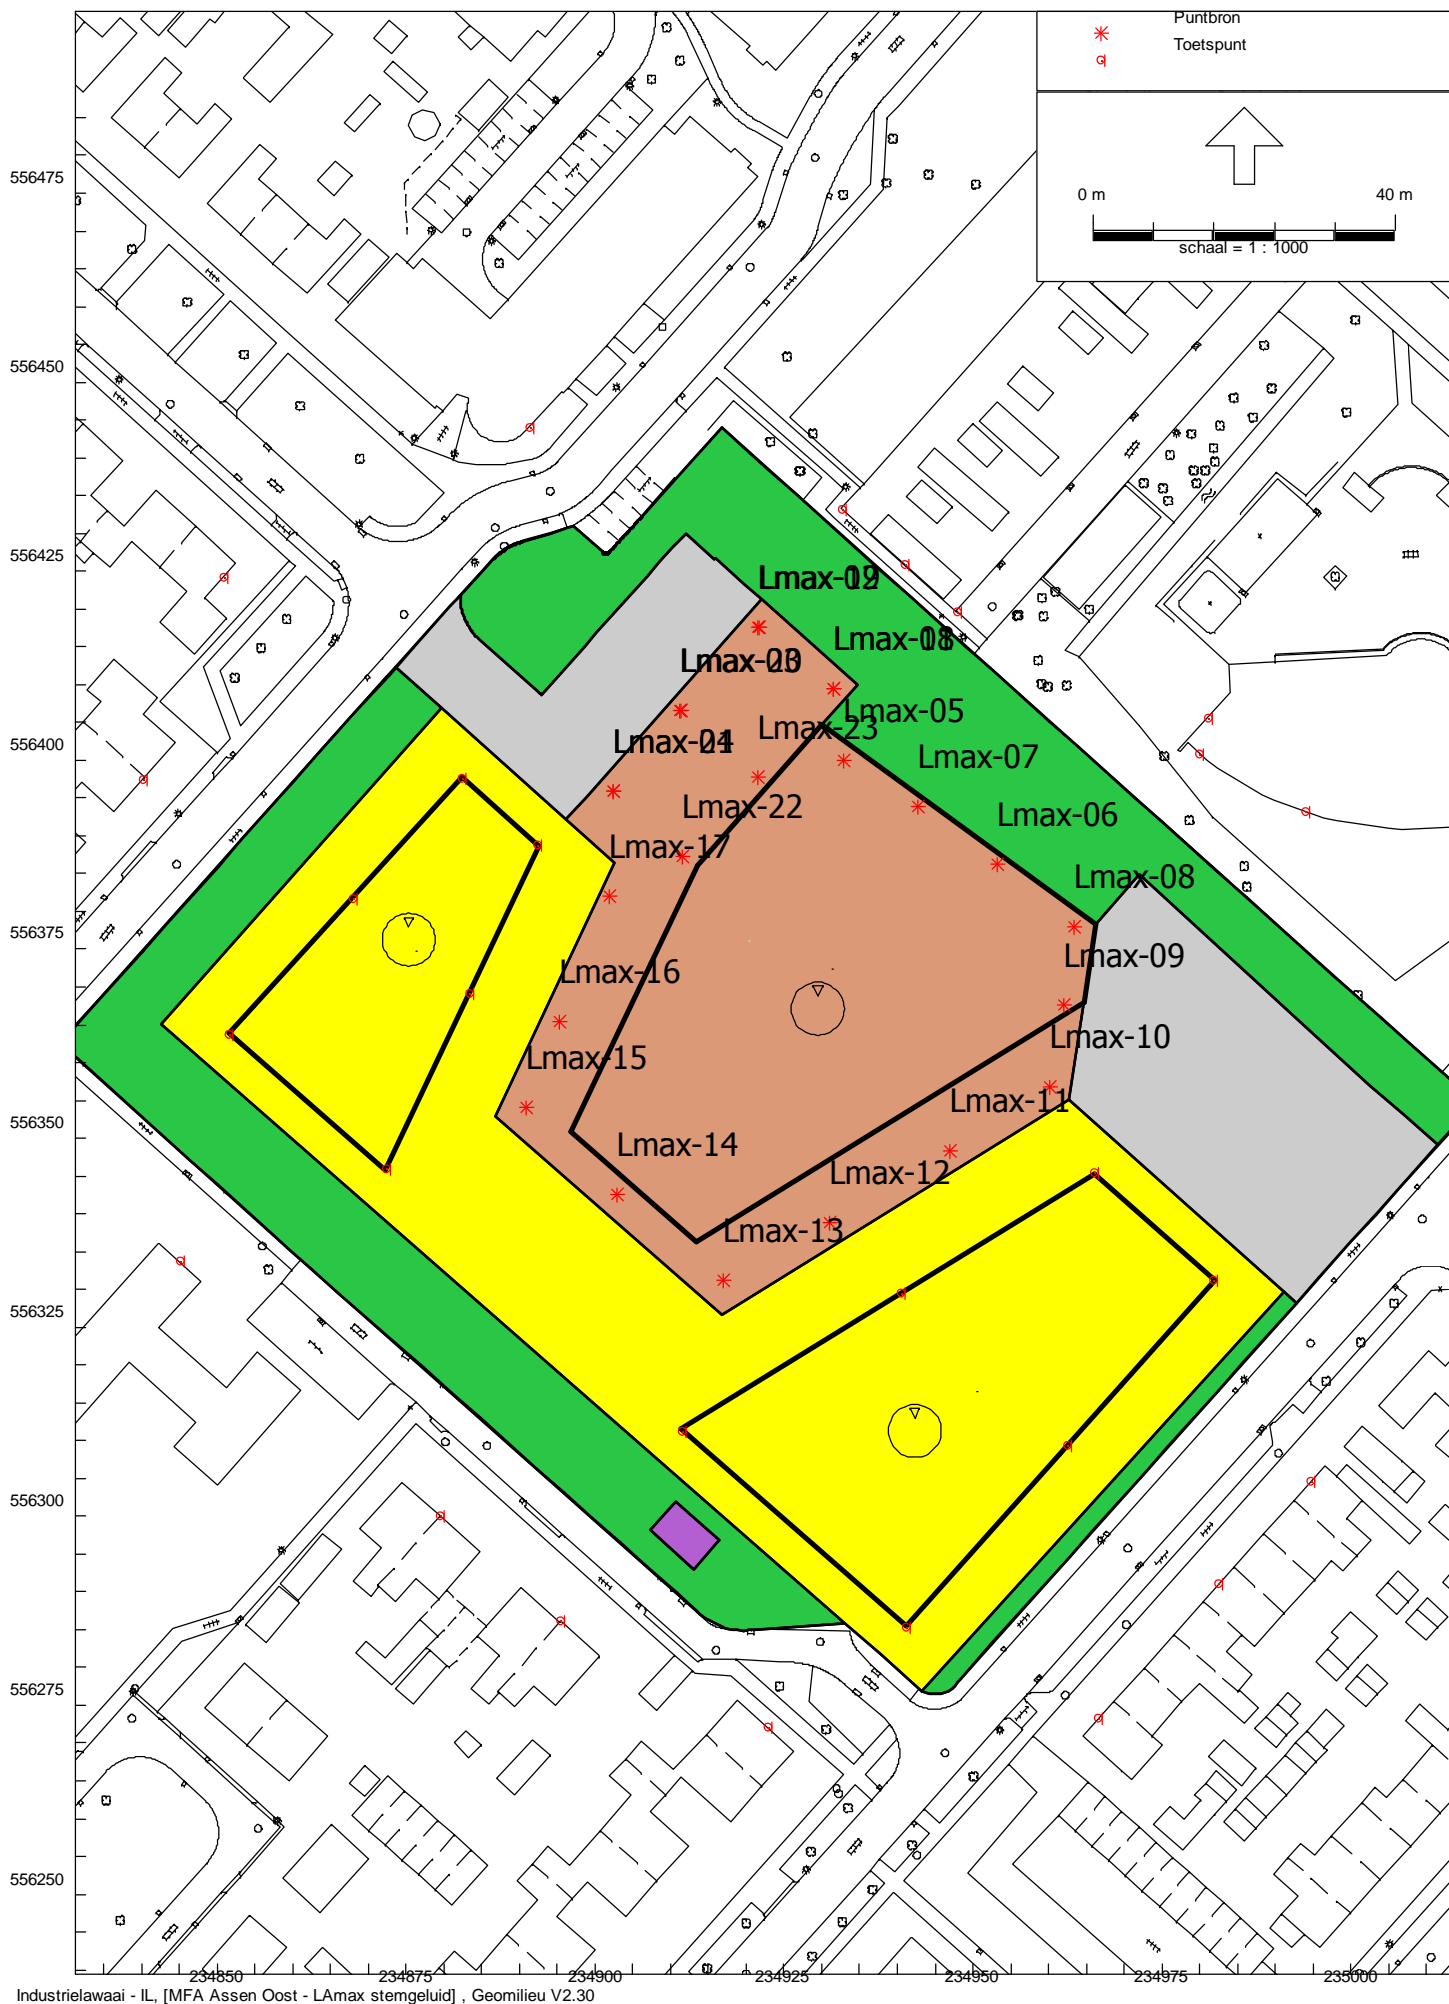 Puntbron
Toetspunt
0 m 40 m
schaal = 1 : 1000
556475
556450
556425
556400
556375
556350
556325
556300
556275
556250
Lmax-05
Lmax-23
Lmax-07
Lmax-22
Lmax-06
Lmax-17
Lmax-08
Lmax-09
Lmax-16
Lmax-10
Lmax-15
Lmax-11
Lmax-14
Lmax-12
Lmax-13
234850 234875 234900 234925 234950 234975 235000
Industrielawaai - IL, [MFA Assen Oost - LAmax stemgeluid] , Geomilieu V2.30